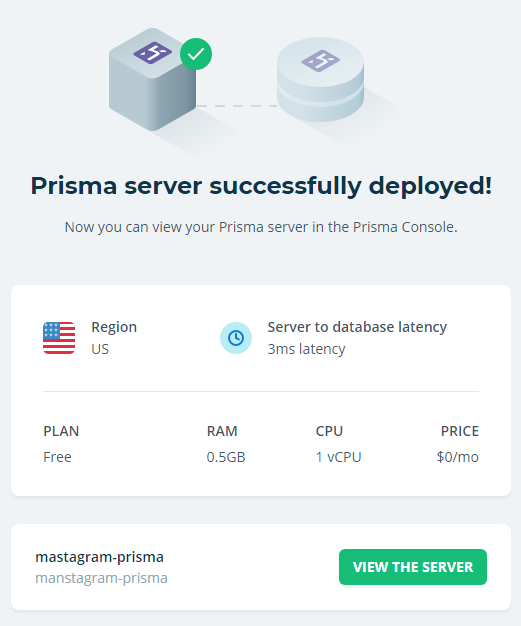 Prisma server successfully deployed!
Now you can view your Prisma server in the Prisma Console.
Region
US
Server to database latency
3ms latency
PLAN RAM CPU PRICE
Free 0.5GB 1 vCPU $0/mo
mastagram-prisma
manstagram-prisma
VIEW THE SERVER